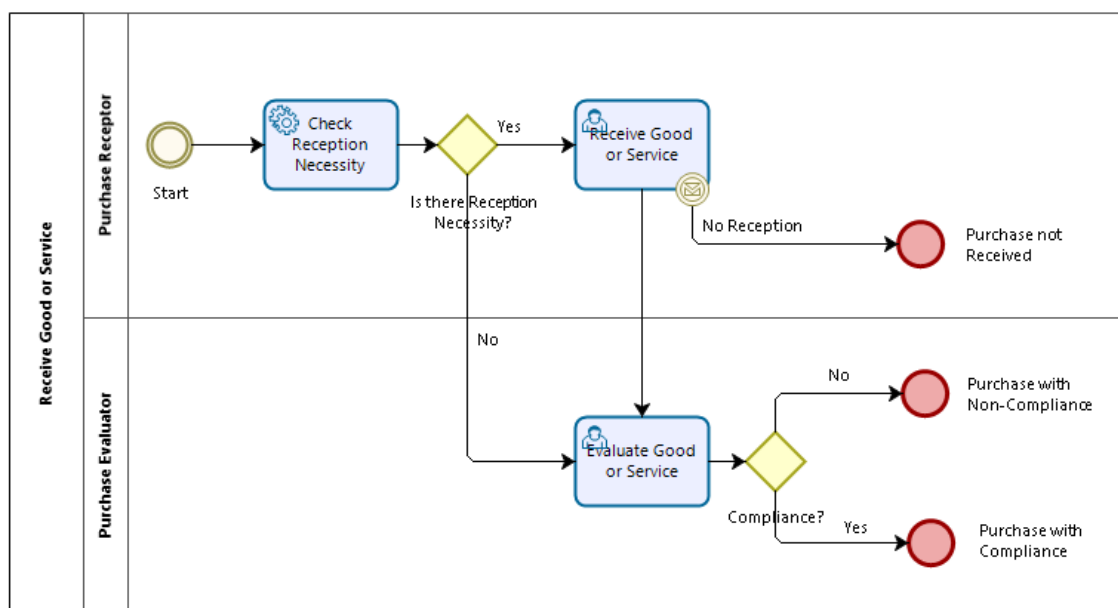 Receive Good or Service
Purchase Receptor
Start
Check
Reception
Necessity
Is there Reception
Necessity?
Yes
Receive Good
or Service
No Reception
Purchase not
Received
Purchase Evaluator
No
Evaluate Good
or Service
Compliance?
No
Purchase with
Non-Compliance
Yes
Purchase with
Compliance